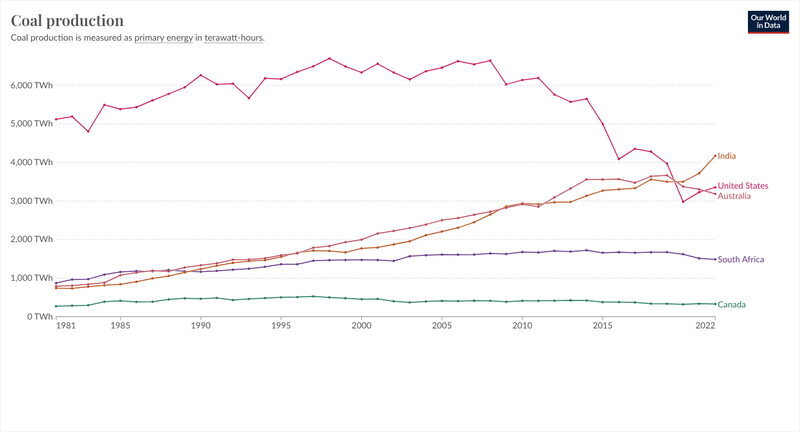 Coal production
Coal production is measured as primary energy in terawatt-hours.
Our World
in Data
6,000 TWh
5,000 TWh
4,000 TWh
3,000 TWh
2,000 TWh
1,000 TWh
0 TWh
India
United States
Australia
South Africa
Canada
1981 1985 1990 1995 2000 2005 2010 2015 2022